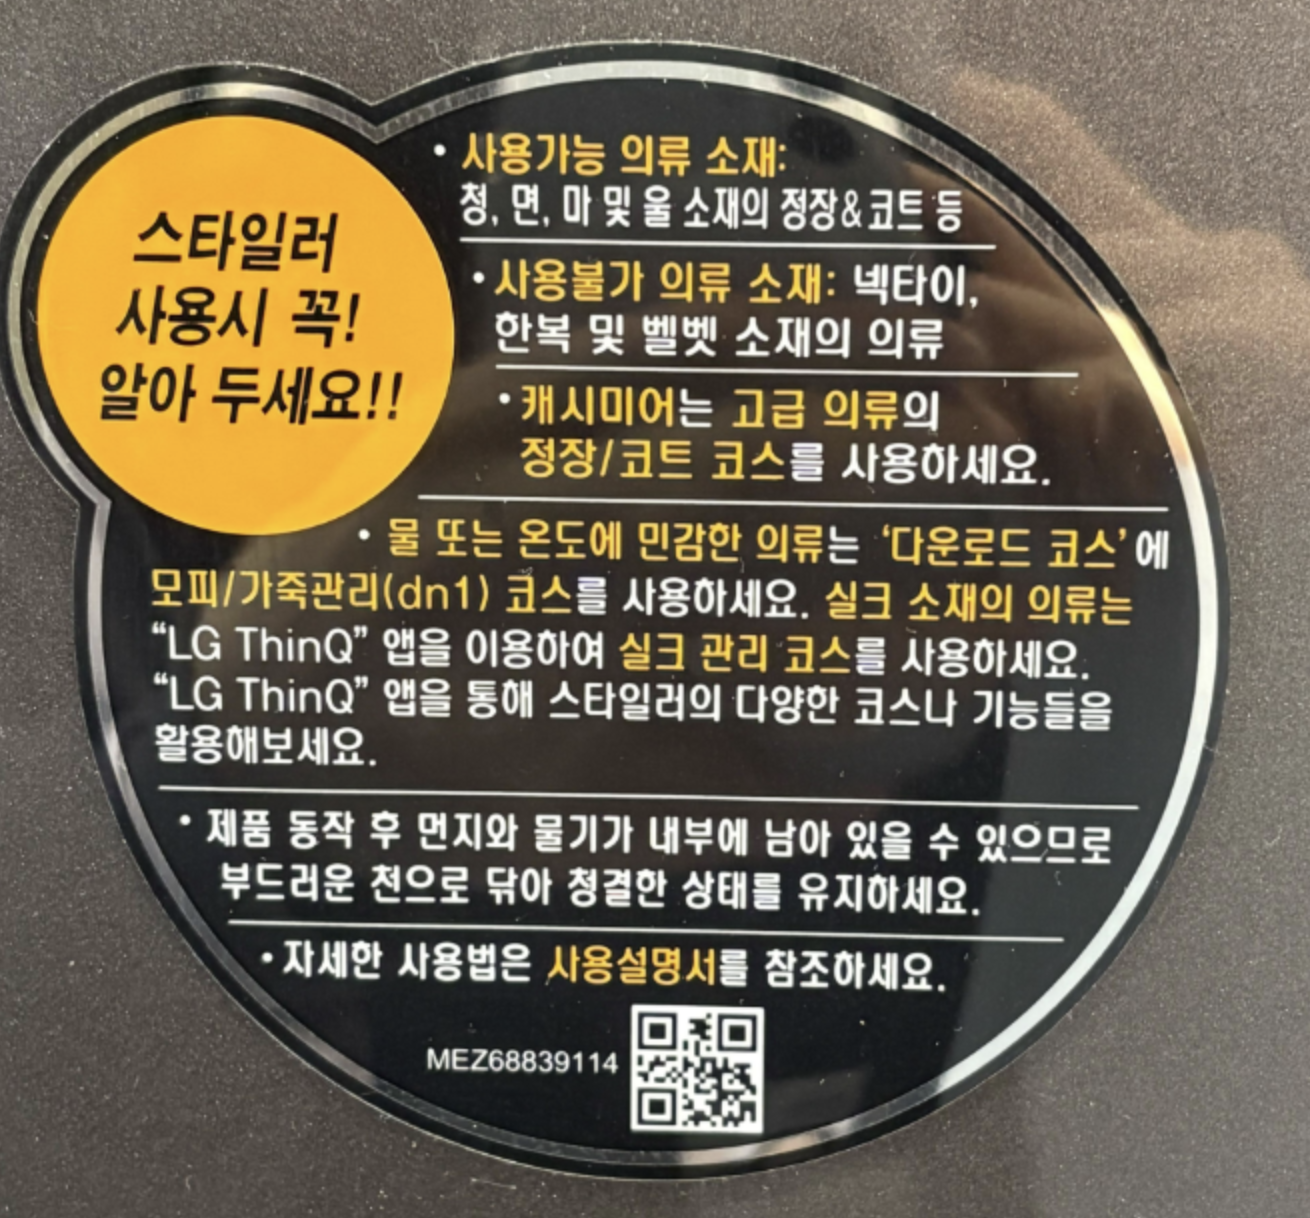 스타일러
사용시 꼭!
알아 두세요!!
• 사용가능 의류 소재:
청, 면, 마 및 울 소재의 정장&코트 등
• 사용불가 의류 소재: 넥타이,
한복 및 벨벳 소재의 의류
• 캐시미어는 고급 의류의
정장/코트 코스를 사용하세요.
• 물 또는 온도에 민감한 의류는 ‘다운로드 코스’에
모피/가죽관리(dn1) 코스를 사용하세요. 실크 소재의 의류는
“LG ThinQ” 앱을 이용하여 실크 관리 코스를 사용하세요.
“LG ThinQ” 앱을 통해 스타일러의 다양한 코스나 기능들을
활용해보세요.
• 제품 동작 후 먼지와 물기가 내부에 남아 있을 수 있으므로
부드러운 천으로 닦아 청결한 상태를 유지하세요.
• 자세한 사용법은 사용설명서를 참조하세요.
MEZ68839114